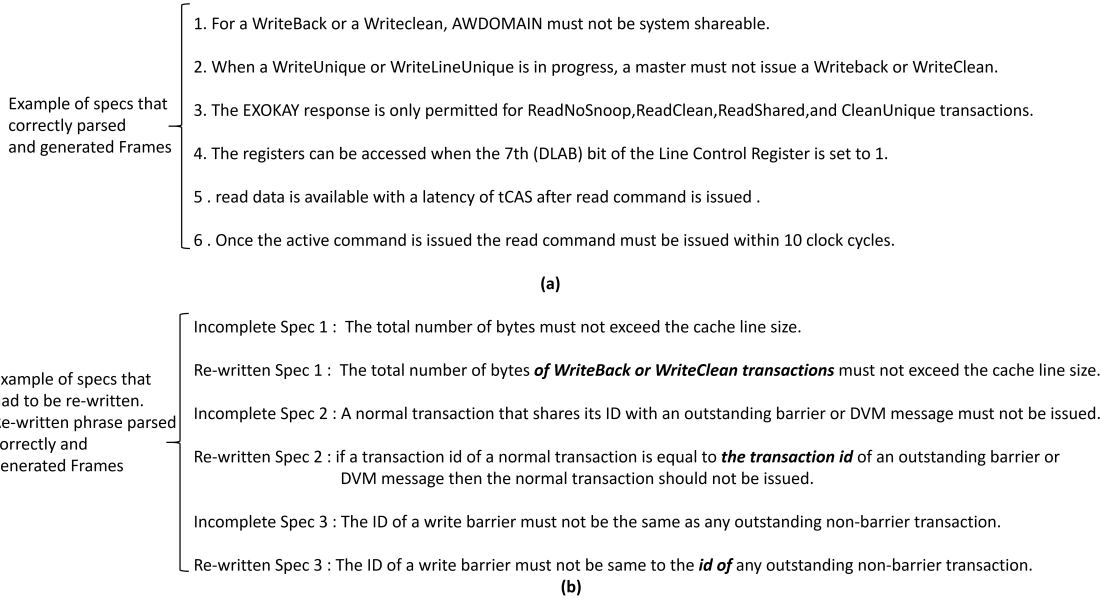 1. For a WriteBack or a Writeclean, AWDOMAIN must not be system shareable.
2. When a WriteUnique or WriteLineUnique is in progress, a master must not issue a Writeback or WriteClean.
Example of specs that
correctly parsed
and generated Frames
3. The EXOKAY response is only permitted for ReadNoSnoop,ReadClean,ReadShared,and CleanUnique transactions.
4. The registers can be accessed when the 7th (DLAB) bit of the Line Control Register is set to 1.
5 . read data is available with a latency of tCAS after read command is issued .
6 . Once the active command is issued the read command must be issued within 10 clock cycles.
(a)
Incomplete Spec 1 : The total number of bytes must not exceed the cache line size.
Re-written Spec 1 : The total number of bytes of WriteBack or WriteClean transactions must not exceed the cache line size.
xample of specs that
ad to be re-written.
e-written phrase parsed
orrectly and
enerated Frames
Incomplete Spec 2 : A normal transaction that shares its ID with an outstanding barrier or DVM message must not be issued.
Re-written Spec 2 : if a transaction id of a normal transaction is equal to the transaction id of an outstanding barrier or
DVM message then the normal transaction should not be issued.
Incomplete Spec 3 : The ID of a write barrier must not be the same as any outstanding non-barrier transaction.
Re-written Spec 3 : The ID of a write barrier must not be same to the id of any outstanding non-barrier transaction.
(b)